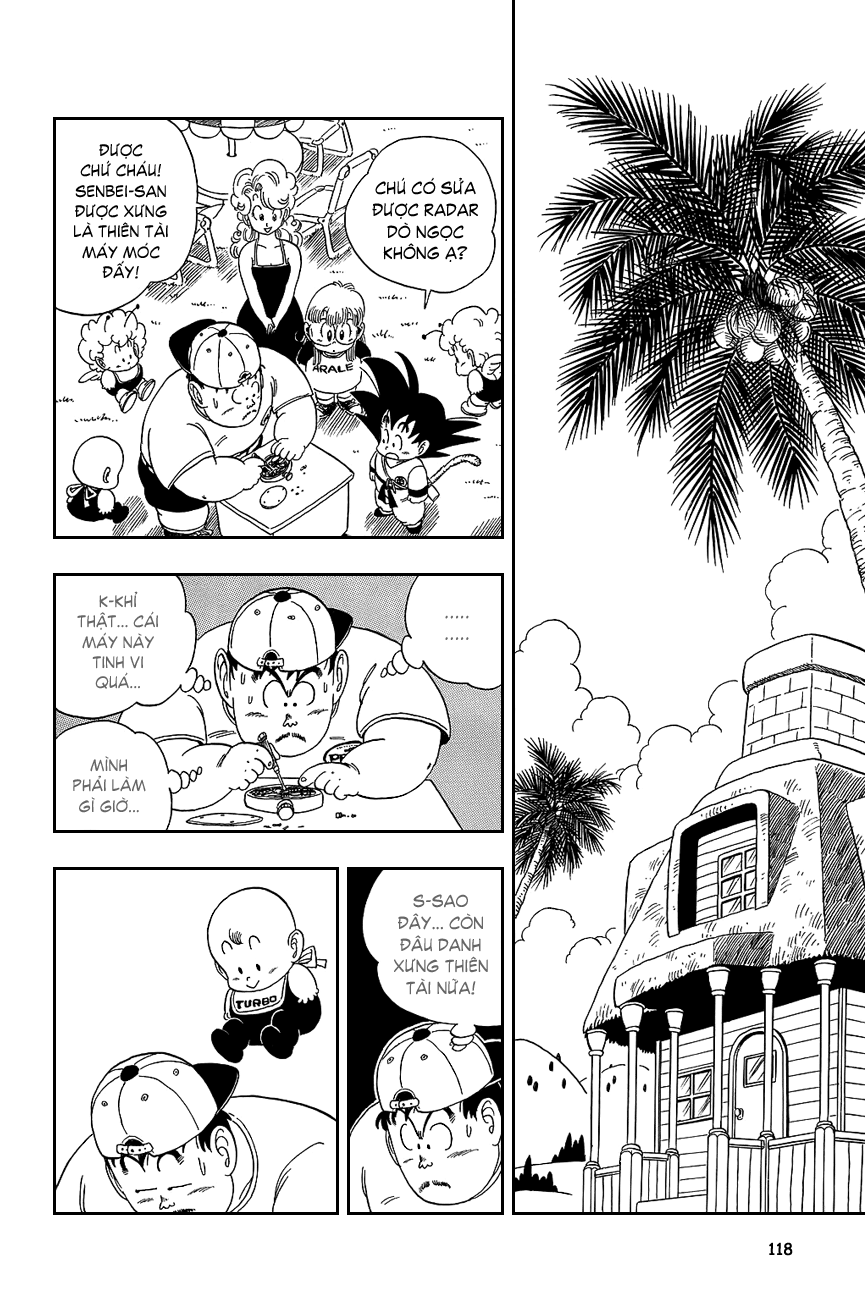 CHÚ CÓ SỬA
ĐƯỢC RADAR
DÒ NGỌC
KHÔNG Ạ?
ĐƯỢC
CHỨ CHÁU!
SENBEI-SAN
ĐƯỢC XƯNG
LÀ THIÊN TÀI
MÁY MÓC
ĐẤY!
ARALE
.....
.....
K-KHỈ
THẬT... CÁI
MÁY NÀY
TINH VI
QUÁ...
MÌNH
PHẢI LÀM
GÌ GIỜ...
S-SAO
ĐÂY... CÒN
ĐÂU DANH
XƯNG THIÊN
TÀI NỮA!
TURBO
118